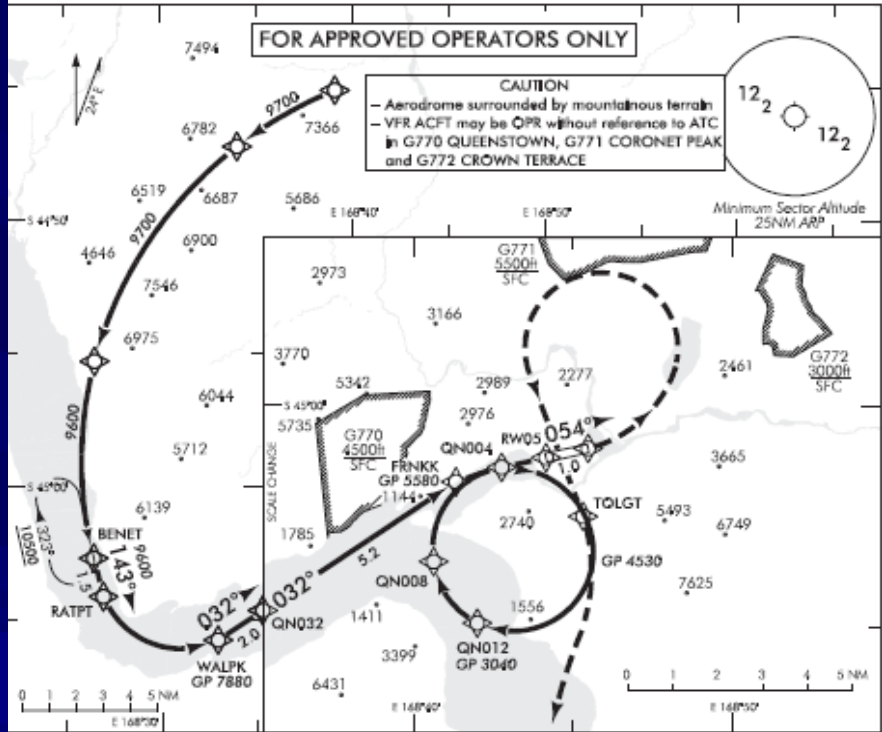 FOR APPROVED OPERATORS ONLY
7494
24° E
9700
7366
CAUTION
– Aerodrome surrounded by mountainous terrain
– VFR ACFT may be OPR without reference to ATC
in G770 QUEENSTOWN, G771 CORONET PEAK
and G772 CROWN TERRACE
12₂
12₂
Minimum Sector Altitude
25NM ARP
6782
6519
6687
5686
S 44°50'
E 168°40'
E 168°50'
9700
4646
6900
7546
6975
2973
3166
G771
5500ft
SFC
G772
3000ft
SFC
3770
5342
2989
2277
2461
6044
S 45°00'
5735
2976
9600
5712
G770
4500ft
SFC
QN004
RW05
054°
1.0
FRNKK
GP 5580
1144
3665
SCALE CHANGE
S 45°00'
6139
TOLGT
2740
5493
6749
BENET
323°
10500
143°
9600
1.5
1785
5.2
GP 4530
RATPT
032°
032°
QN008
7625
2.0
QN032
1411
1556
WALPK
GP 7880
3399
QN012
GP 3040
6431
0 1 2 3 4 5 NM
0 1 2 3 4 5 NM
E 168°30'
E 168°40'
E 168°50'